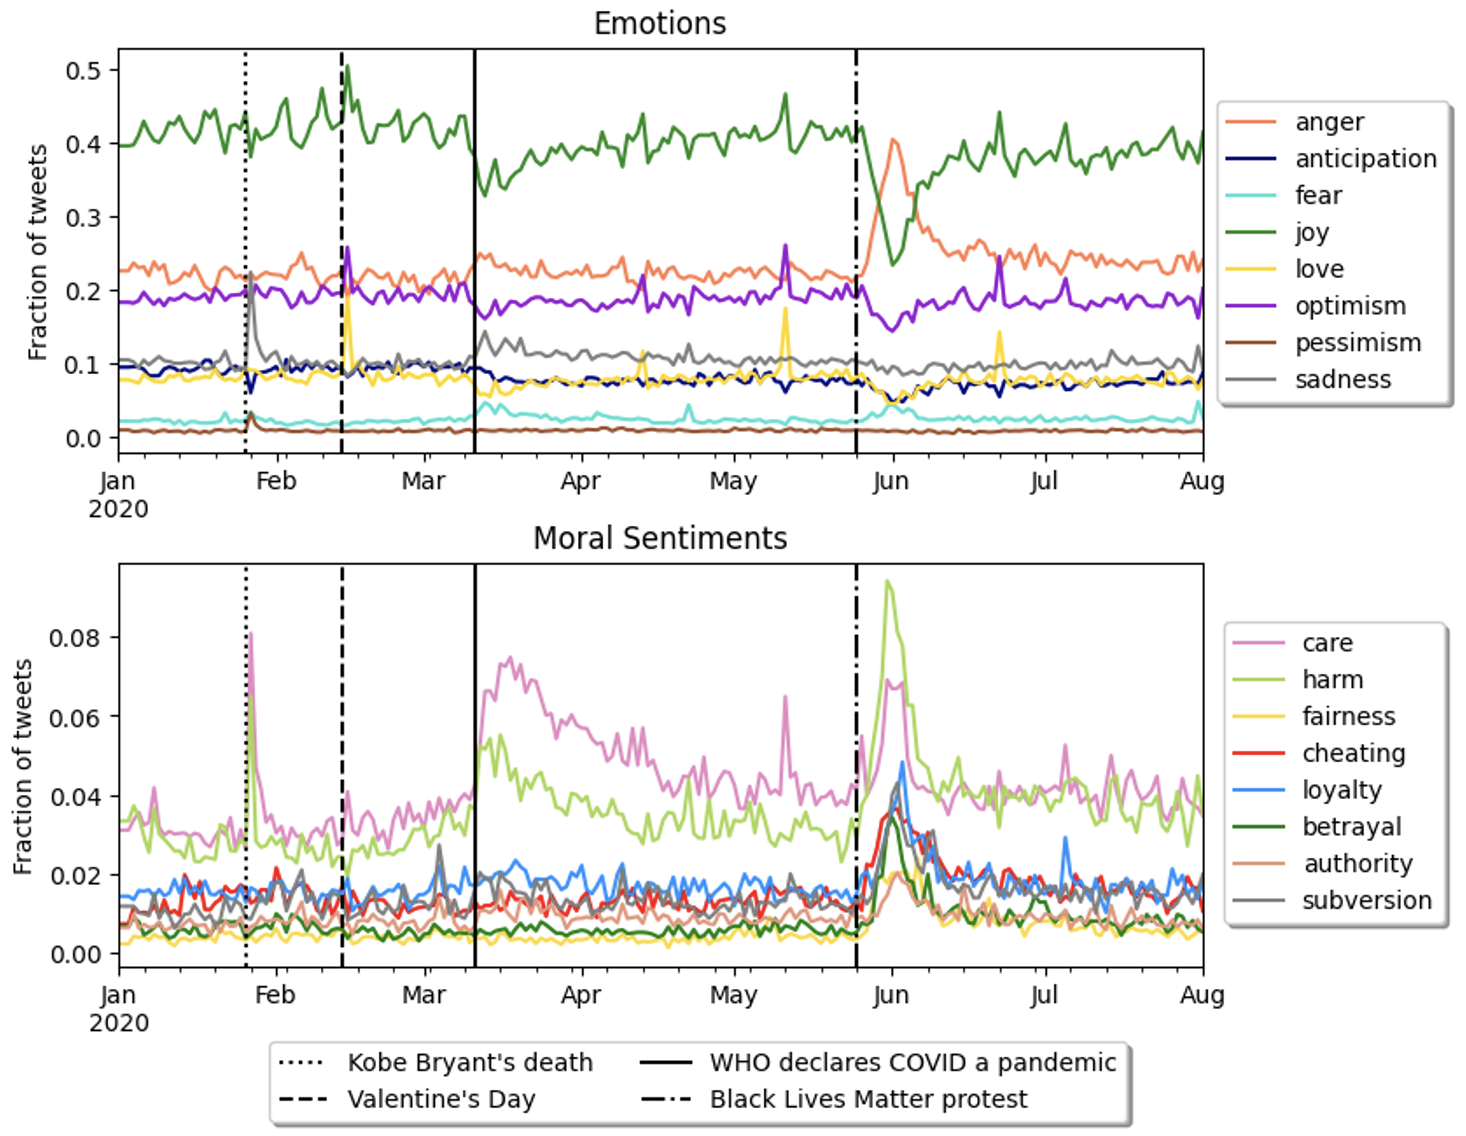 Emotions
Fraction of tweets
0.5
0.4
0.3
0.2
0.1
0.0
Jan
2020
Feb
Mar
Apr
May
Jun
Jul
Aug
anger
anticipation
fear
joy
love
optimism
pessimism
sadness
Moral Sentiments
Fraction of tweets
0.08
0.06
0.04
0.02
0.00
Jan
2020
Feb
Mar
Apr
May
Jun
Jul
Aug
care
harm
fairness
cheating
loyalty
betrayal
authority
subversion
Kobe Bryant's death
Valentine's Day
WHO declares COVID a pandemic
Black Lives Matter protest